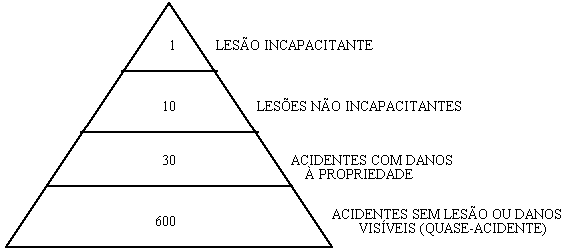 1 LESÃO INCAPACITANTE
10 LESÕES NÃO INCAPACITANTES
30 ACIDENTES COM DANOS
À PROPRIEDADE
600 ACIDENTES SEM LESÃO OU DANOS
VISÍVEIS (QUASE-ACIDENTE)